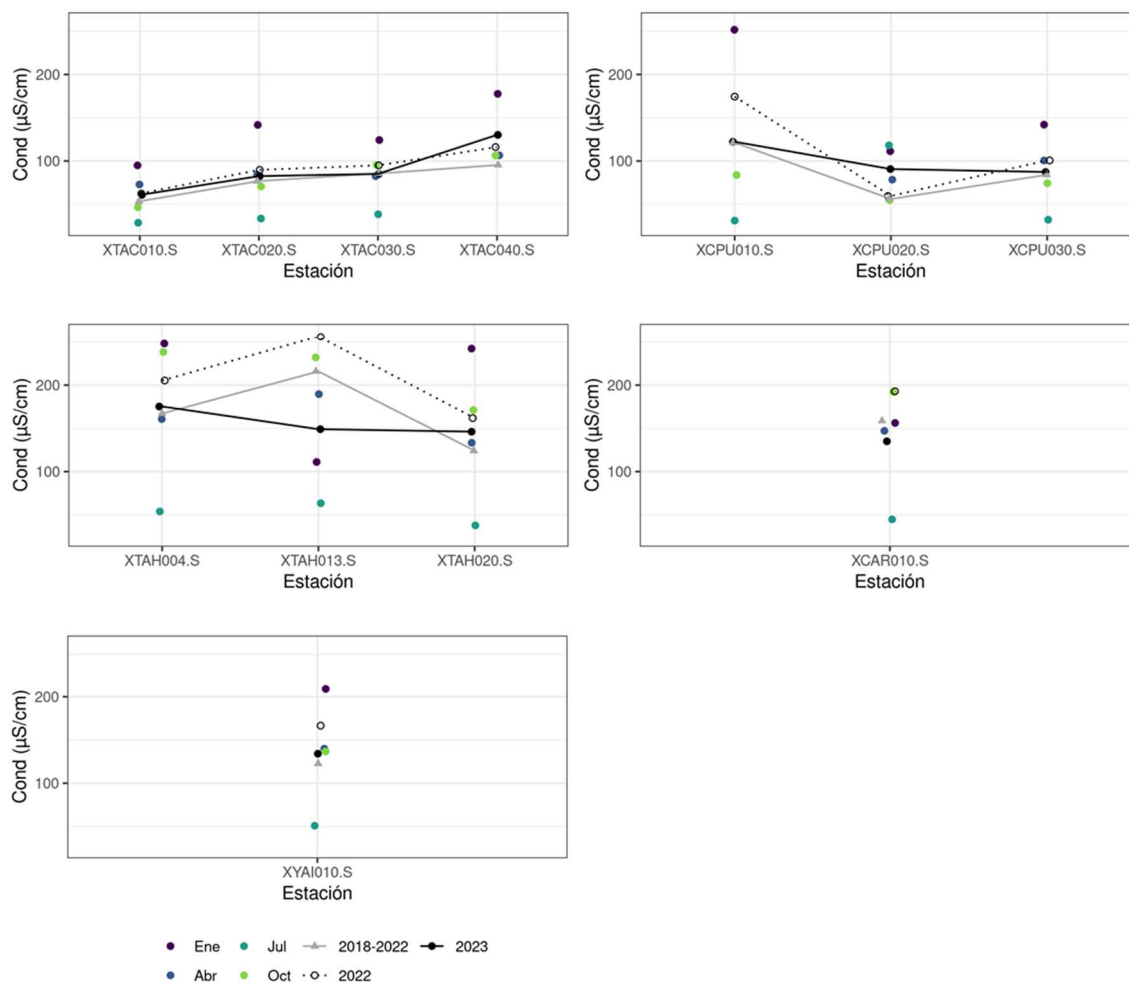 Cond (µS/cm)
200
100
XTAC010.S XTAC020.S XTAC030.S XTAC040.S
Estación
Cond (µS/cm)
200
100
XCPU010.S XCPU020.S XCPU030.S
Estación
Cond (µS/cm)
200
100
XTAH004.S XTAH013.S XTAH020.S
Estación
Cond (µS/cm)
200
100
XCAR010.S
Estación
Cond (µS/cm)
200
100
XYAI010.S
Estación
Ene Jul 2018-2022 2023
Abr Oct 2022